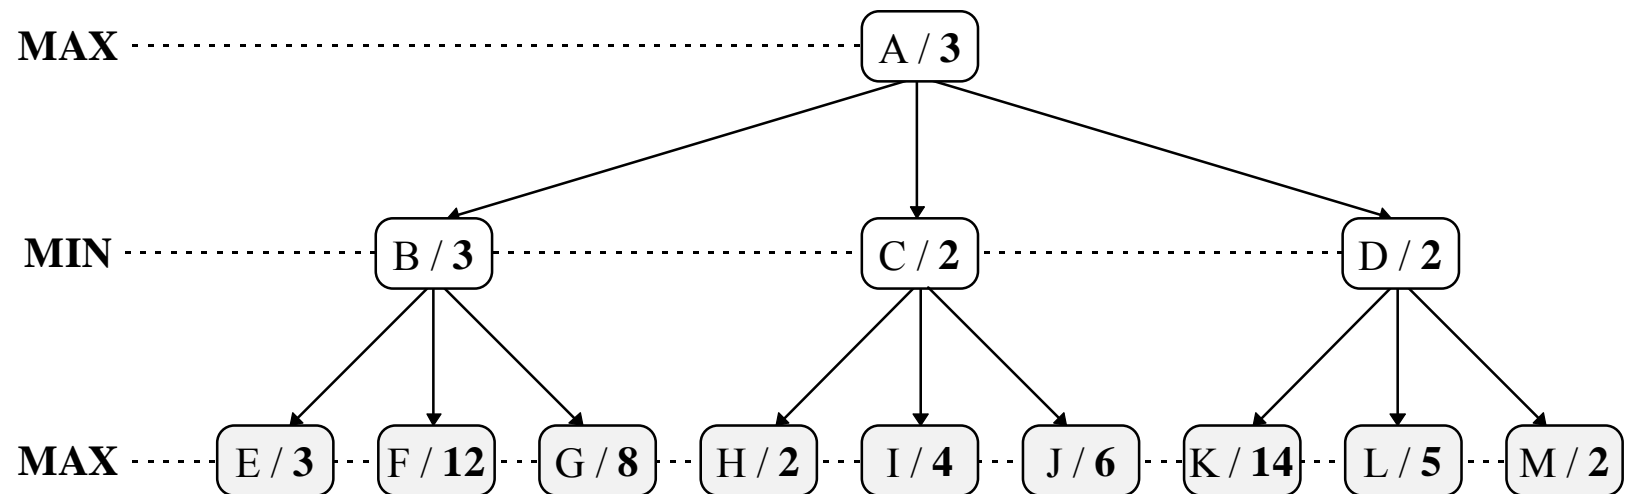 MAX A / 3
MIN B / 3 C / 2 D / 2
MAX E / 3 F / 12 G / 8 H / 2 I / 4 J / 6 K / 14 L / 5 M / 2